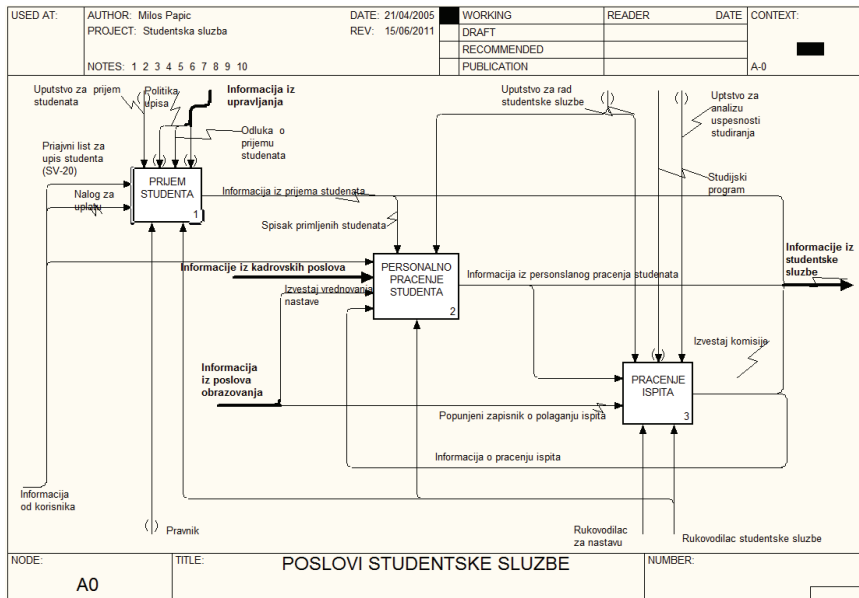 USED AT:
AUTHOR: Milos Papic
DATE: 21/04/2005
PROJECT: Studentska sluzba
REV: 15/06/2011
NOTES: 1 2 3 4 5 6 7 8 9 10
WORKING
DRAFT
RECOMMENDED
PUBLICATION
READER
DATE
CONTEXT:
A-0
Uputstvo za prijem
studenata
Politika
upisa
Informacija iz
upravljanja
Odluka o
prijemu
studenata
Uputstvo za rad
studentske sluzbe
Uptstvo za
analizu
uspesnosti
studiranja
Studijski
program
Priajvni list za
upis studenta
(SV-20)
Nalog za
uplatu
PRIJEM
STUDENTA
1
Informacija iz prijema studenata
Spisak primljenih studenata
Informacije iz kadrovskih poslova
Izvestaj vrednovanja
nastave
PERSONALNO
PRACENJE
STUDENTA
2
Informacija iz personslanog pracenja studenata
Informacije iz
studentske
sluzbe
Izvestaj komisije
Informacija
iz poslova
obrazovanja
PRACENJE
ISPITA
3
Popunjeni zapisnik o polaganju ispita
Informacija o pracenju ispita
Informacija
od korisnika
Pravnik
Rukovodilac
za nastavu
Rukovodilac studentske sluzbe
NODE:
A0
TITLE:
POSLOVI STUDENTSKE SLUZBE
NUMBER: